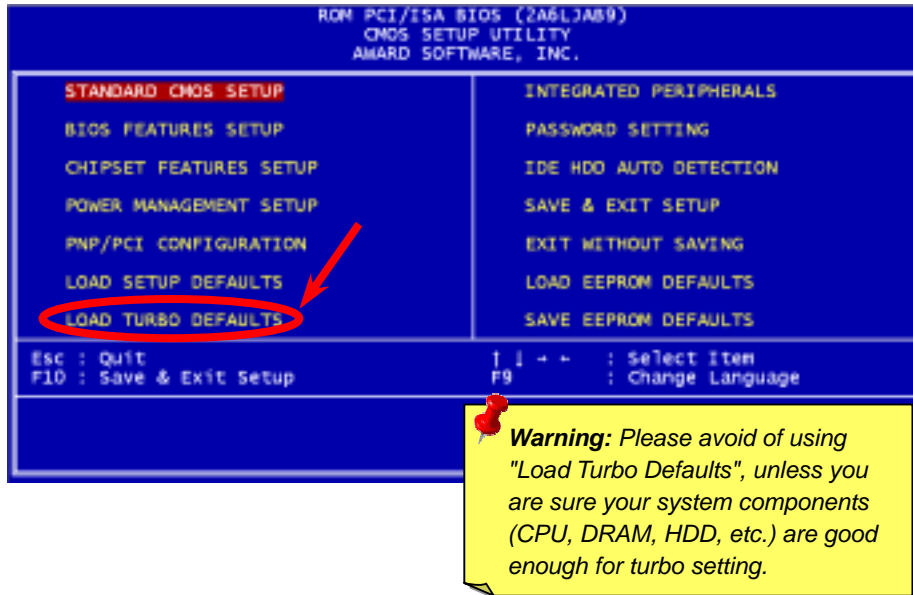 ROM PCI/ISA BIOS (2A6LJAB9)
CMOS SETUP UTILITY
AWARD SOFTWARE, INC.
STANDARD CMOS SETUP
BIOS FEATURES SETUP
CHIPSET FEATURES SETUP
POWER MANAGEMENT SETUP
PNP/PCI CONFIGURATION
LOAD SETUP DEFAULTS
LOAD TURBO DEFAULTS
INTEGRATED PERIPHERALS
PASSWORD SETTING
IDE HDD AUTO DETECTION
SAVE & EXIT SETUP
EXIT WITHOUT SAVING
LOAD EEPROM DEFAULTS
SAVE EEPROM DEFAULTS
Esc : Quit
F10 : Save & Exit Setup
↑ ↓ → ← : Select Item
F9 : Change Language
Warning: Please avoid of using
"Load Turbo Defaults", unless you
are sure your system components
(CPU, DRAM, HDD, etc.) are good
enough for turbo setting.